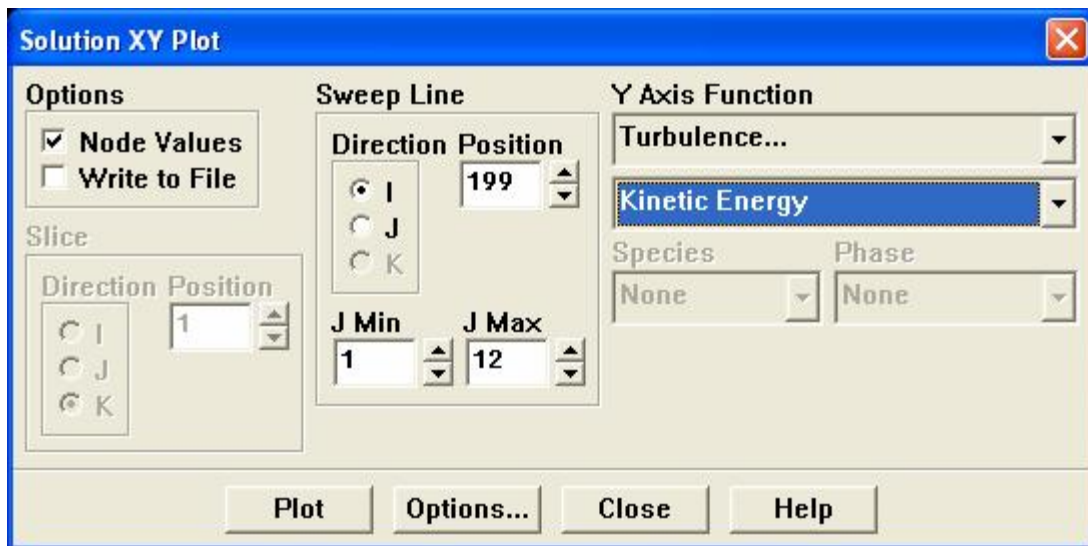 Solution XY Plot
Options
Node Values
Write to File
Slice
Direction Position
I
1
J
K
Sweep Line
Direction Position
I
199
J
K
J Min J Max
1 12
Y Axis Function
Turbulence...
Kinetic Energy
Species Phase
None None
Plot Options... Close Help